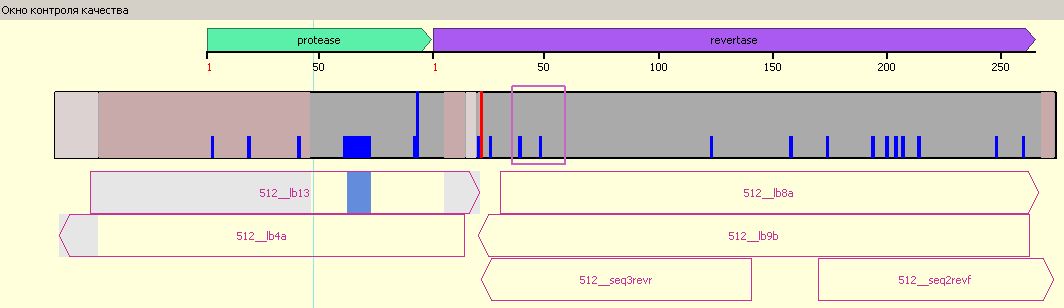 Окно контроля качества
protease
revertase
1
50
1
50
100
150
200
250
512__lb13
512__lb8a
512__lb4a
512__lb9b
512__seq3revr
512__seq2revf